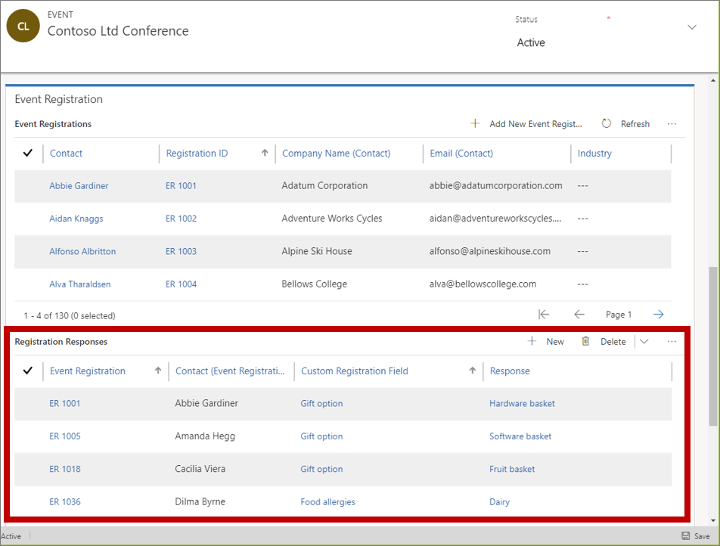 CL
EVENT
Contoso Ltd Conference
Status *
Active
Event Registration
Event Registrations
Add New Event Regist...
Refresh
...
Contact Registration ID Company Name (Contact) Email (Contact) Industry
Abbie Gardiner ER 1001 Adatum Corporation abbie@adatumcorporation.com ---
Aidan Knaggs ER 1002 Adventure Works Cycles aidan@adventureworkscycles.... ---
Alfonso Albritton ER 1003 Alpine Ski House alfonso@alpineskihouse.com ---
Alva Tharaldsen ER 1004 Bellows College alva@bellowscollege.com ---
1 - 4 of 130 (0 selected) Page 1
Registration Responses
New
Delete
...
Event Registration Contact (Event Registrati... Custom Registration Field Response
ER 1001 Abbie Gardiner Gift option Hardware basket
ER 1005 Amanda Hegg Gift option Software basket
ER 1018 Cacilia Viera Gift option Fruit basket
ER 1036 Dilma Byrne Food allergies Dairy
Active Save